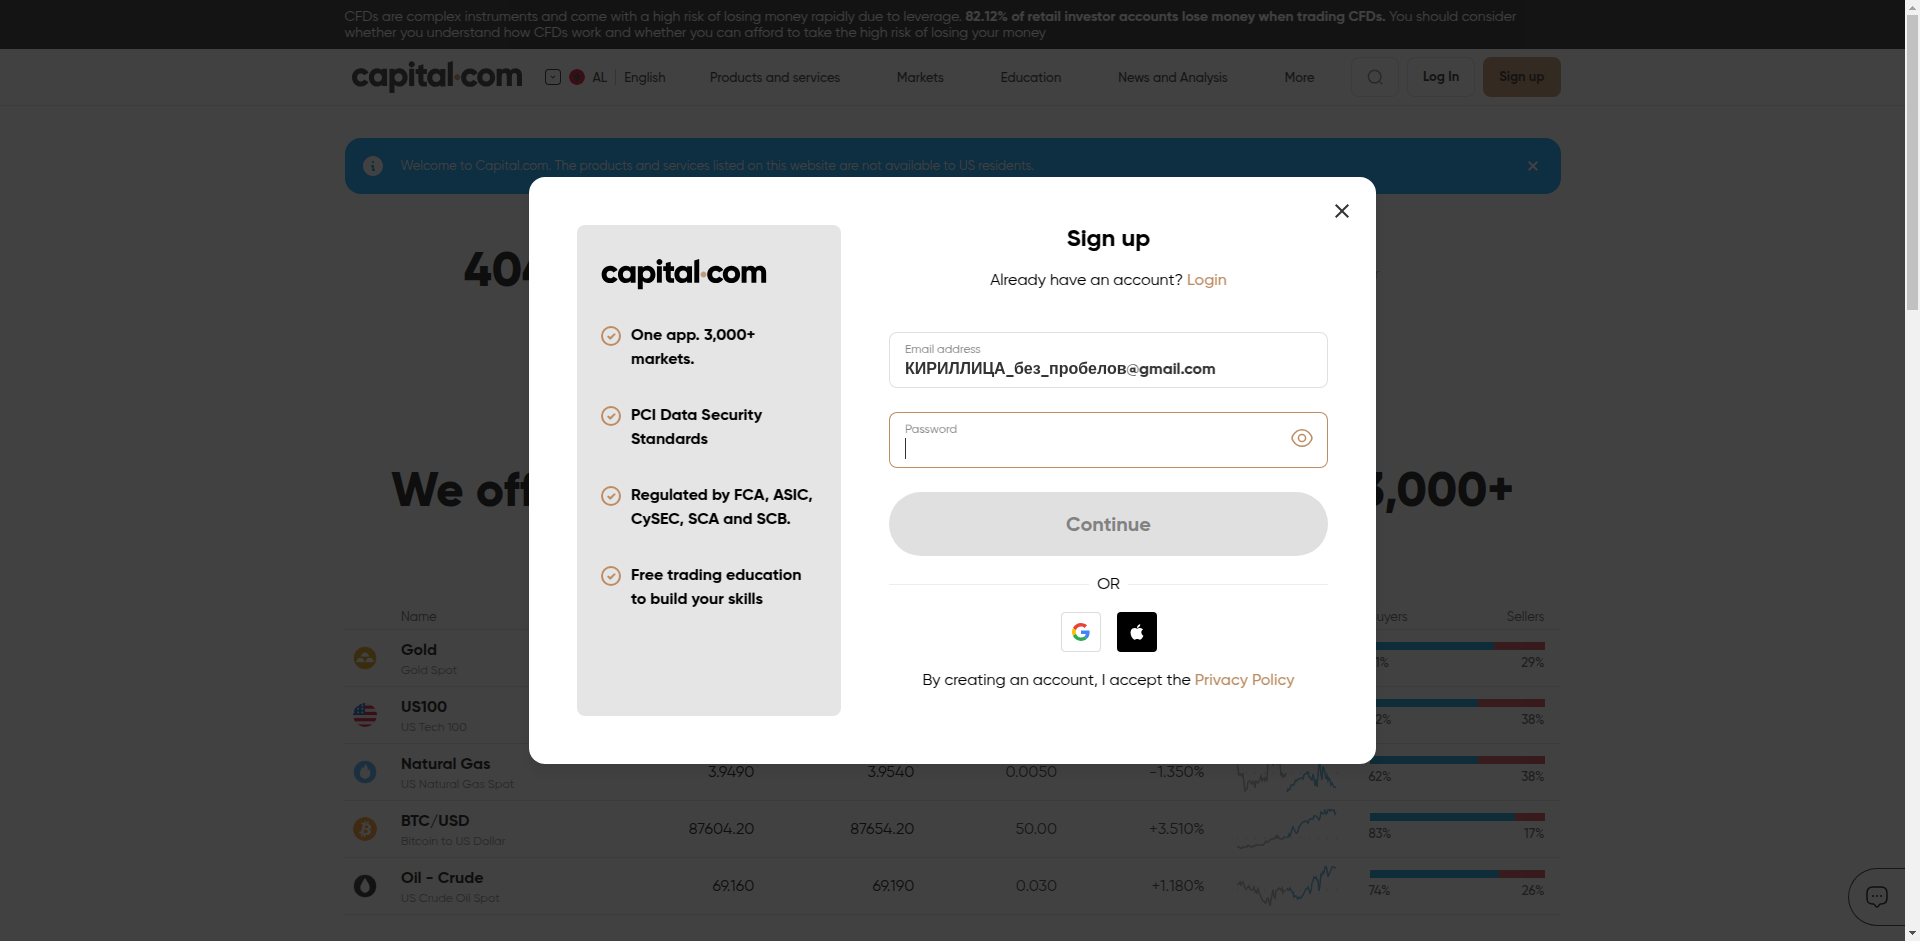 CFDs are complex instruments and come with a high risk of losing money rapidly due to leverage. 82.12% of retail investor accounts lose money when trading CFDs. You should consider
whether you understand how CFDs work and whether you can afford to take the high risk of losing your money
capital.com AL English Products and services Markets Education News and Analysis More Log In Sign up
Welcome to Capital.com. The products and services listed on this website are not available to US residents.
Sign up
404
capital.com
Already have an account? Login
One app. 3,000+
markets.
Email address
КИРИЛЛИЦА_без_пробелов@gmail.com
PCI Data Security
Standards
Password
We
3,000+
Regulated by FCA, ASIC,
CySEC, SCA and SCB.
Continue
Free trading education
to build your skills
OR
Name Sellers
Gold
Gold Spot 29%
By creating an account, I accept the Privacy Policy
US100
US Tech 100 38%
Natural Gas 3.9490 3.9540 0.0050 -1.350%
US Natural Gas Spot 62% 38%
BTC/USD 87604.20 87654.20 50.00 +3.510%
Bitcoin to US Dollar 83% 17%
Oil - Crude 69.160 69.190 0.030 +1.180%
US Crude Oil Spot 74% 26%